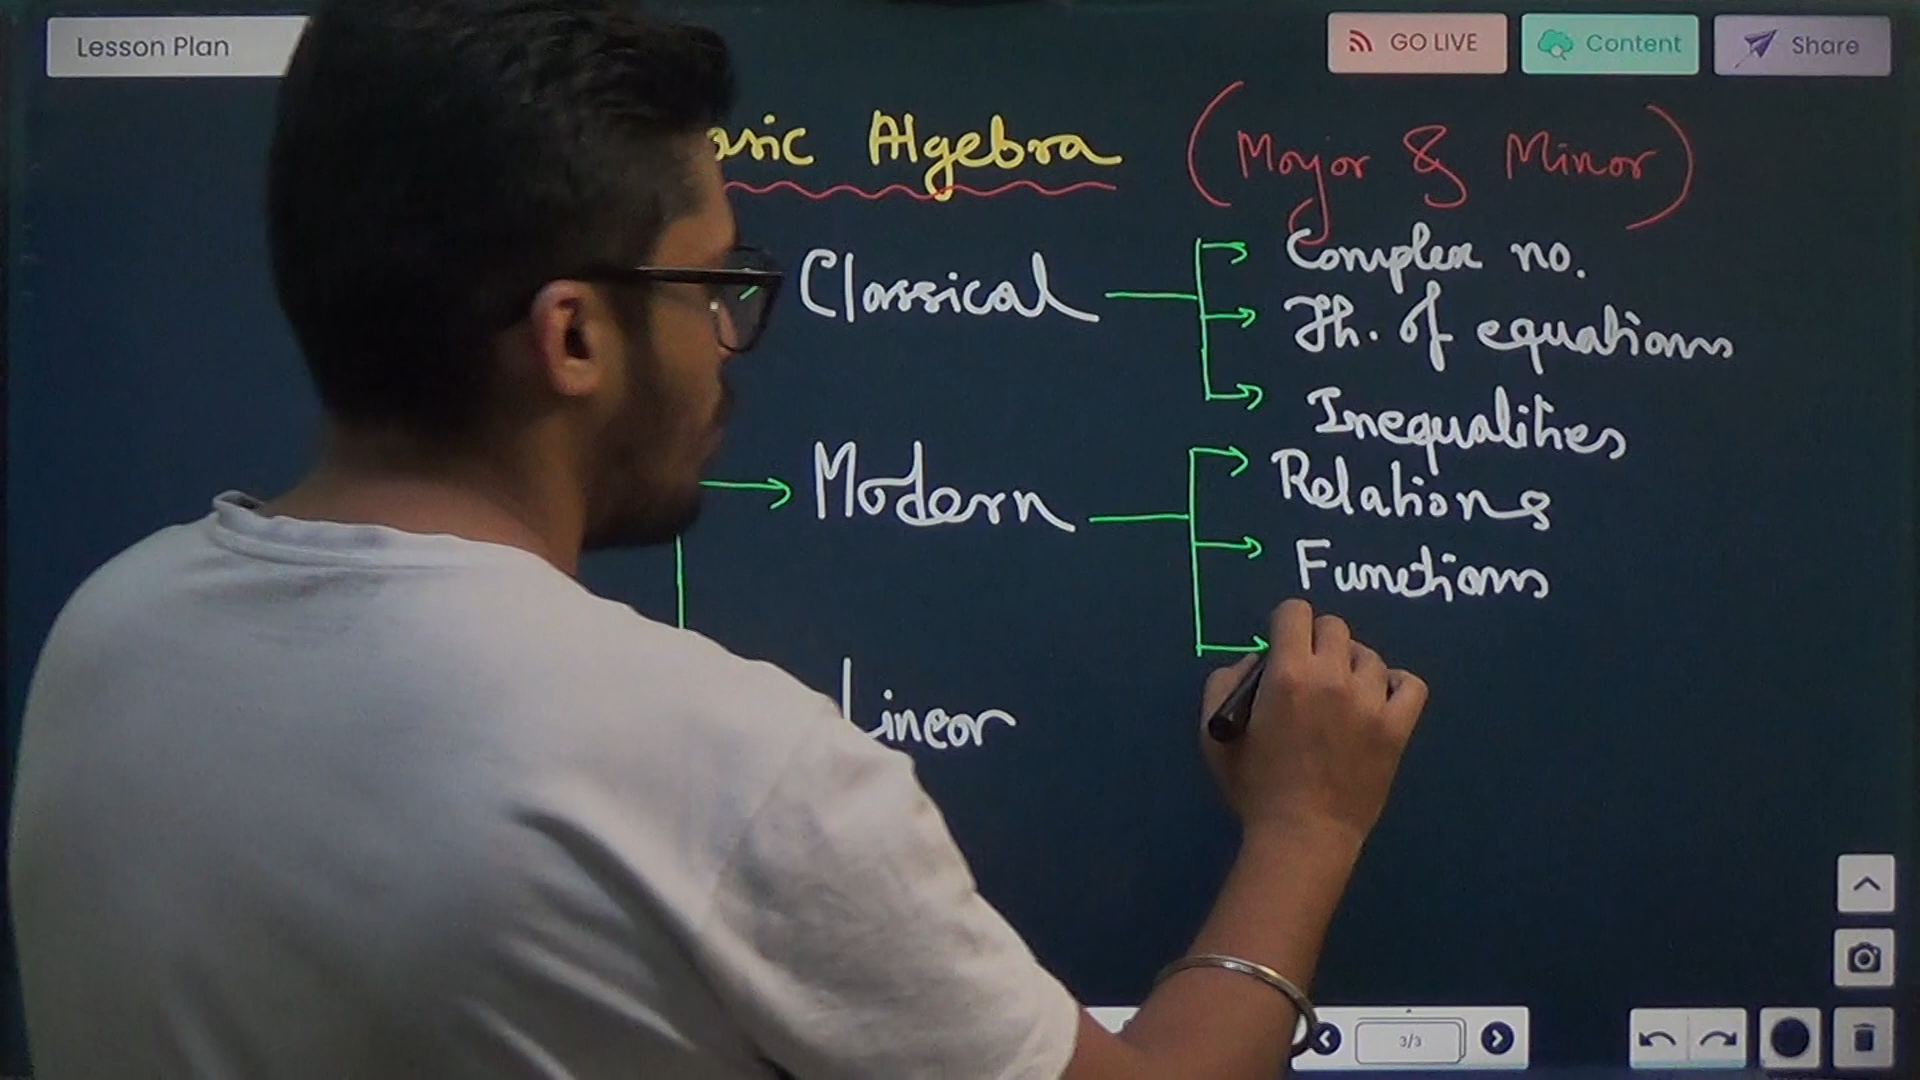 Lesson Plan
GO LIVE
Content
Share
Algebra (Major & Minor)
Classical
Complex no.
Th. of equations
Inequalities
Modern
Relations
Functions
Linear
3/3